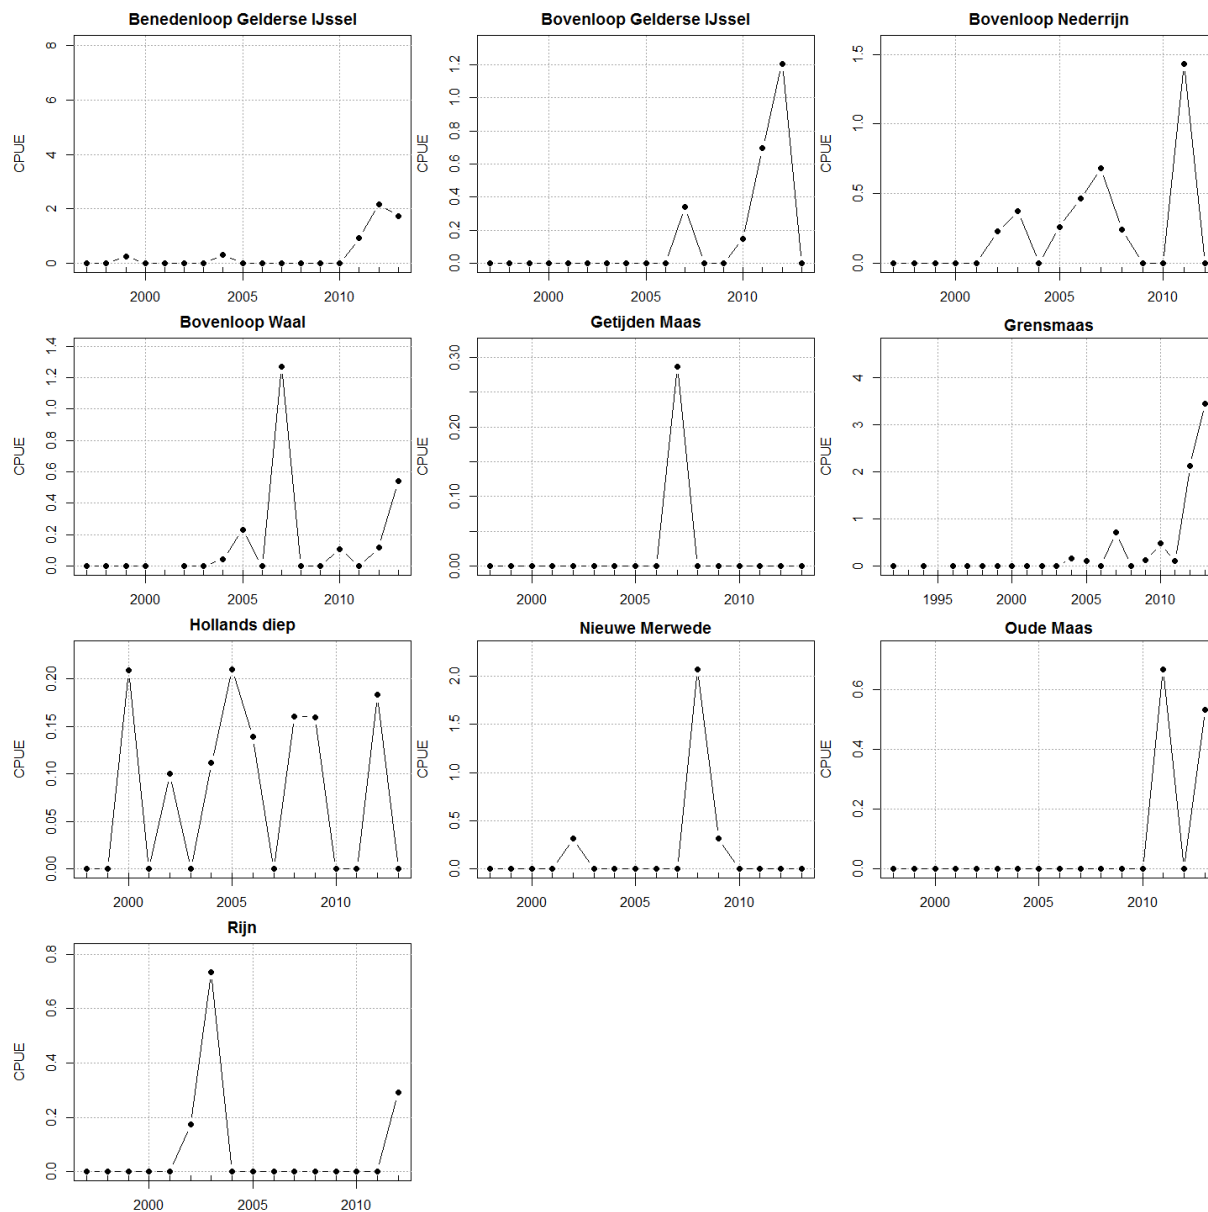 Benedenloop Gelderse IJssel
CPUE
0 2 4 6 8
2000 2005 2010
Bovenloop Gelderse IJssel
CPUE
0.0 0.2 0.4 0.6 0.8 1.0 1.2
2000 2005 2010
Bovenloop Nederrijn
CPUE
0.0 0.5 1.0 1.5
2000 2005 2010
Bovenloop Waal
CPUE
0.0 0.2 0.4 0.6 0.8 1.0 1.2 1.4
2000 2005 2010
Getijden Maas
CPUE
0.00 0.10 0.20 0.30
2000 2005 2010
Grensmaas
CPUE
0 1 2 3 4
1995 2000 2005 2010
Hollands diep
CPUE
0.00 0.05 0.10 0.15 0.20
2000 2005 2010
Nieuwe Merwede
CPUE
0.0 0.5 1.0 1.5 2.0
2000 2005 2010
Oude Maas
CPUE
0.0 0.2 0.4 0.6
2000 2005 2010
Rijn
CPUE
0.0 0.2 0.4 0.6 0.8
2000 2005 2010